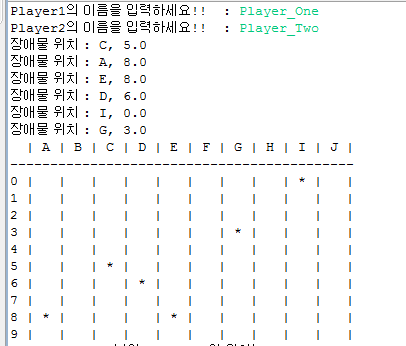 Player1의 이름을 입력하세요!!  : Player_One
Player2의 이름을 입력하세요!!  : Player_Two
장애물 위치 : C, 5.0
장애물 위치 : A, 8.0
장애물 위치 : E, 8.0
장애물 위치 : D, 6.0
장애물 위치 : I, 0.0
장애물 위치 : G, 3.0
  | A | B | C | D | E | F | G | H | I | J |
-------------------------------------------
0 |   |   |   |   |   |   |   |   | * |   |
1 |   |   |   |   |   |   |   |   |   |   |
2 |   |   |   |   |   |   |   |   |   |   |
3 |   |   |   |   |   |   | * |   |   |   |
4 |   |   |   |   |   |   |   |   |   |   |
5 |   |   | * |   |   |   |   |   |   |   |
6 |   |   |   | * |   |   |   |   |   |   |
7 |   |   |   |   |   |   |   |   |   |   |
8 | * |   |   |   | * |   |   |   |   |   |
9 |   |   |   |   |   |   |   |   |   |   |